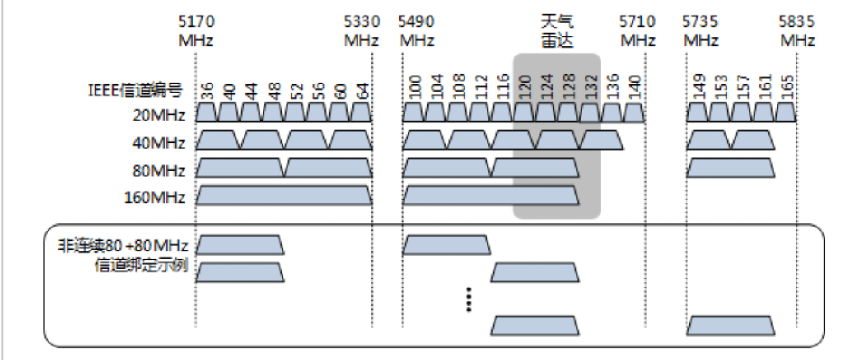 5170 MHz
5330 MHz
5490 MHz
天气雷达
5710 MHz
5735 MHz
5835 MHz
IEEE信道编号
36 40 44 48 52 56 60 64 100 104 108 112 116 120 124 128 132 136 140 149 153 157 161 165
20MHz
40MHz
80MHz
160MHz
非连续80 +80 MHz
信道绑定示例